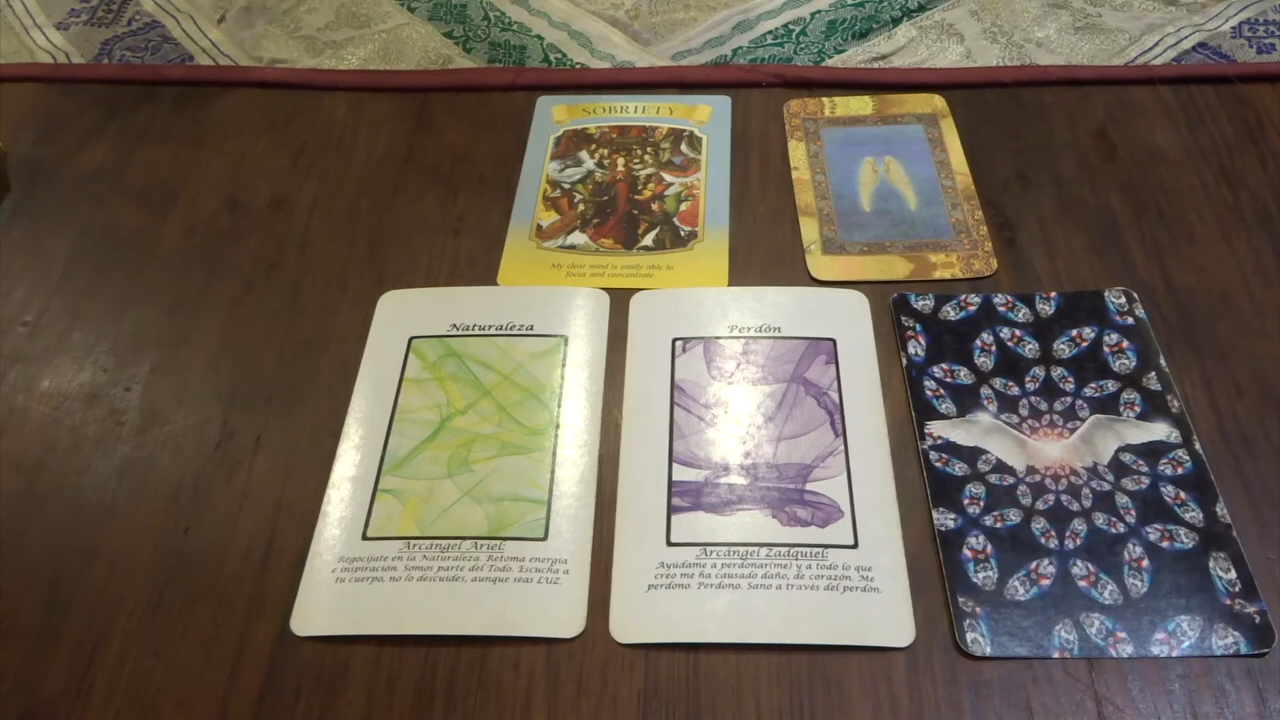 SOBRIETY
My clear mind is easily able to
focus and concentrate.
Naturaleza
Arcángel Ariel:
Regocíjate en la Naturaleza. Retoma energía
e inspiración. Somos parte del Todo. Escucha a
tu cuerpo, no lo descuides, aunque seas LUZ.
Perdón
Arcángel Zadquiel:
Ayúdame a perdonar(me) y a todo lo que
creo me ha causado daño, de corazón. Me
perdono. Perdono. Sano a través del perdón.